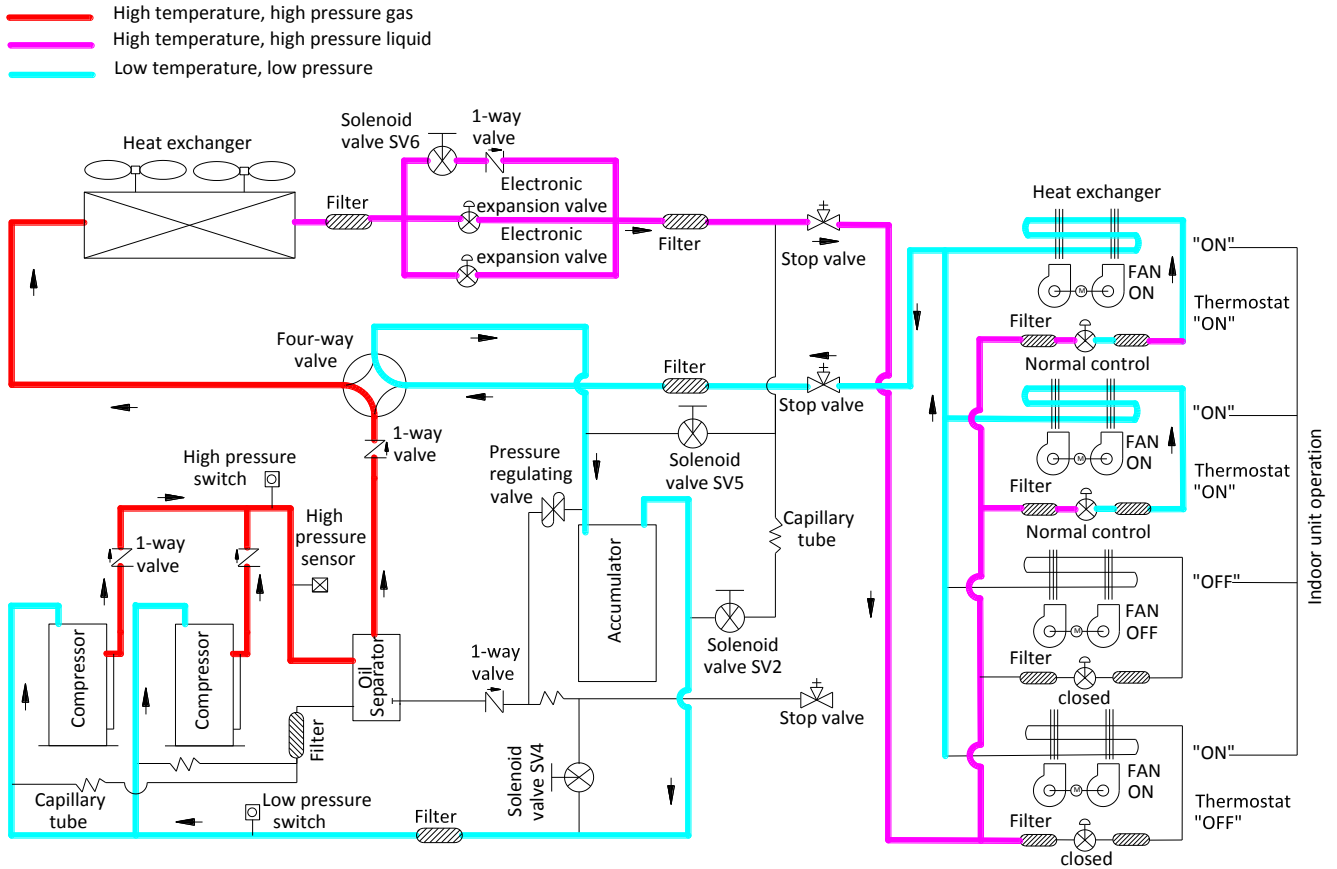 High temperature, high pressure gas
High temperature, high pressure liquid
Low temperature, low pressure
Heat exchanger
Solenoid
valve SV6
1-way
valve
Filter
Electronic
expansion valve
Electronic
expansion valve
Filter
Stop valve
Heat exchanger
"ON"
FAN
ON
M
Thermostat
"ON"
Filter
Normal control
Four-way
valve
Filter
Stop valve
"ON"
FAN
ON
M
Thermostat
"ON"
Filter
Normal control
1-way
valve
High pressure
switch
High
pressure
sensor
1-way
valve
Pressure
regulating
valve
Solenoid
valve SV5
Capillary
tube
Accumulator
Solenoid
valve SV2
"OFF"
FAN
OFF
M
Filter
closed
Indoor unit operation
Compressor
Compressor
Oil
Separator
1-way
valve
Stop valve
Filter
Solenoid
valve SV4
Capillary
tube
Low pressure
switch
Filter
"ON"
FAN
ON
M
Thermostat
"OFF"
Filter
closed